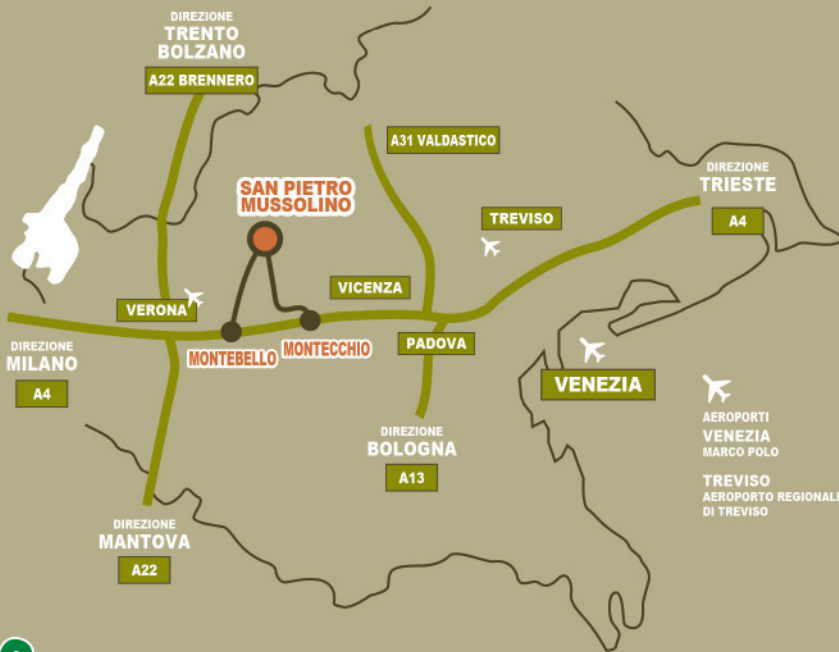 DIREZIONE
TRENTO
BOLZANO
A22 BRENNERO
A31 VALDASTICO
SAN PIETRO
MUSSOLINO
DIREZIONE
TRIESTE
A4
TREVISO
VICENZA
VERONA
DIREZIONE
MILANO
A4
MONTEBELLO
MONTECCHIO
PADOVA
VENEZIA
DIREZIONE
BOLOGNA
A13
AEROPORTI
VENEZIA
MARCO POLO
TREVISO
AEROPORTO REGIONALE
DI TREVISO
DIREZIONE
MANTOVA
A22